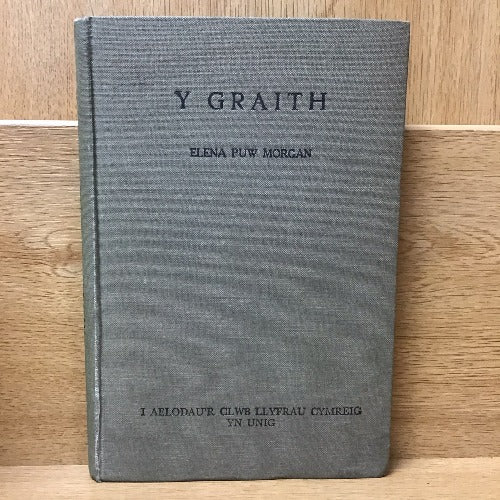 Y GRAITH
ELENA PUW MORGAN
I AELODAU'R CLWB LLYFRAU CYMREIG
YN UNIG